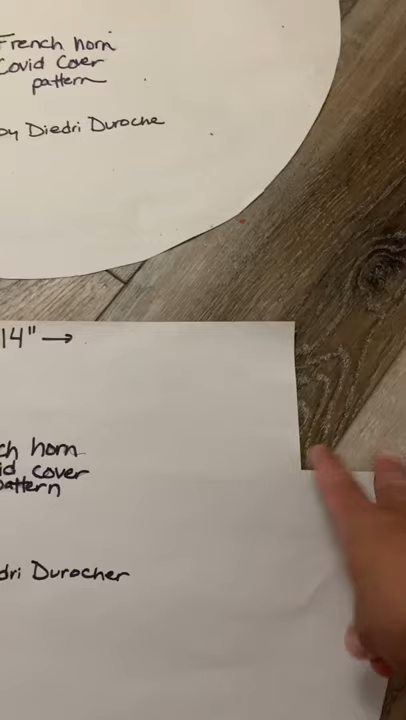 French horn
Covid Cover
pattern
by Diedri Duroche
14" →
ch horn
id cover
pattern
dri Durocher